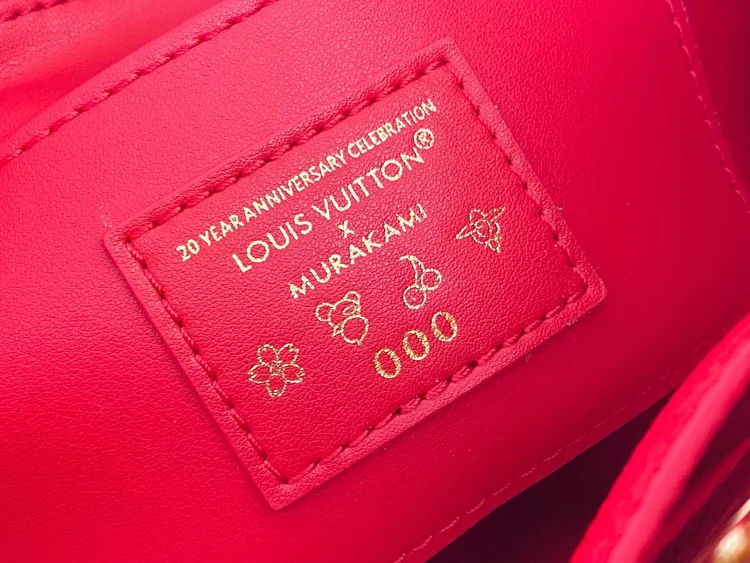 20 YEAR ANNIVERSARY CELEBRATION
LOUIS VUITTON®
X
MURAKAMI
000